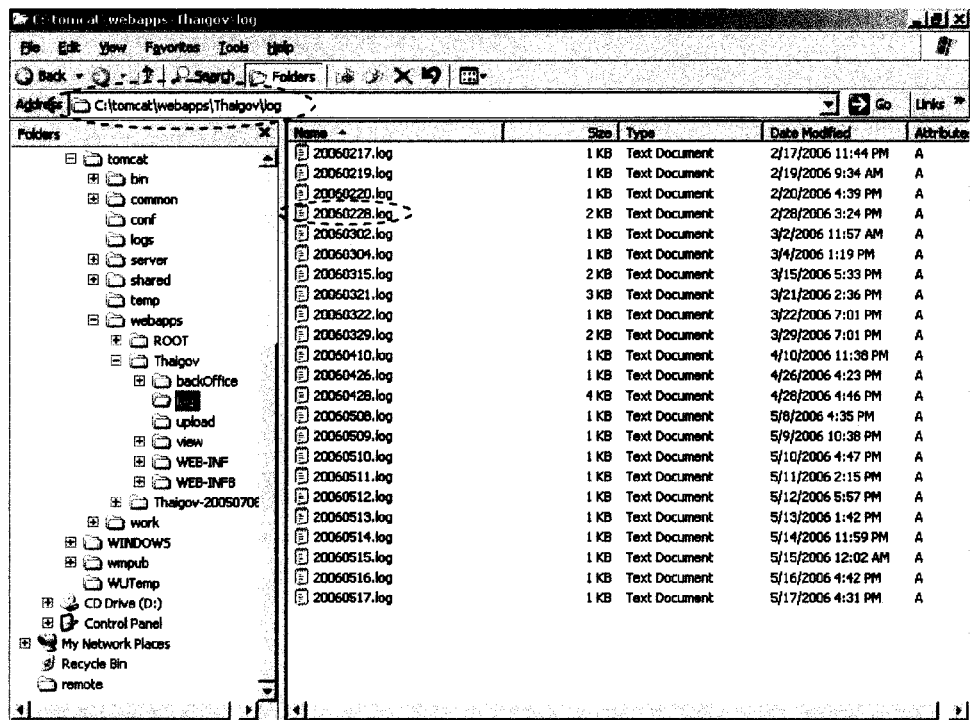 C:\tomcat\webapps\Thaigov\log
File Edit View Favorites Tools Help
Back Search Folders
Address C:\tomcat\webapps\Thaigov\log Go Links »
Folders
tomcat
bin
common
conf
logs
server
shared
temp
webapps
ROOT
Thaigov
backOffice
upload
view
WEB-INF
WEB-INFB
Thaigov-20050706
work
WINDOWS
wmpub
WUTemp
CD Drive (D:)
Control Panel
My Network Places
Recycle Bin
remote
Name Size Type Date Modified Attribute
20060217.log 1 KB Text Document 2/17/2006 11:44 PM A
20060219.log 1 KB Text Document 2/19/2006 9:34 AM A
20060220.log 1 KB Text Document 2/20/2006 4:39 PM A
20060228.log 2 KB Text Document 2/28/2006 3:24 PM A
20060302.log 1 KB Text Document 3/2/2006 11:57 AM A
20060304.log 1 KB Text Document 3/4/2006 1:19 PM A
20060315.log 2 KB Text Document 3/15/2006 5:33 PM A
20060321.log 3 KB Text Document 3/21/2006 2:36 PM A
20060322.log 1 KB Text Document 3/22/2006 7:01 PM A
20060329.log 2 KB Text Document 3/29/2006 7:01 PM A
20060410.log 1 KB Text Document 4/10/2006 11:38 PM A
20060426.log 1 KB Text Document 4/26/2006 4:23 PM A
20060428.log 4 KB Text Document 4/28/2006 4:46 PM A
20060508.log 1 KB Text Document 5/8/2006 4:35 PM A
20060509.log 1 KB Text Document 5/9/2006 10:38 PM A
20060510.log 1 KB Text Document 5/10/2006 4:47 PM A
20060511.log 1 KB Text Document 5/11/2006 2:15 PM A
20060512.log 1 KB Text Document 5/12/2006 5:57 PM A
20060513.log 1 KB Text Document 5/13/2006 1:42 PM A
20060514.log 1 KB Text Document 5/14/2006 11:59 PM A
20060515.log 1 KB Text Document 5/15/2006 12:02 AM A
20060516.log 1 KB Text Document 5/16/2006 4:42 PM A
20060517.log 1 KB Text Document 5/17/2006 4:31 PM A